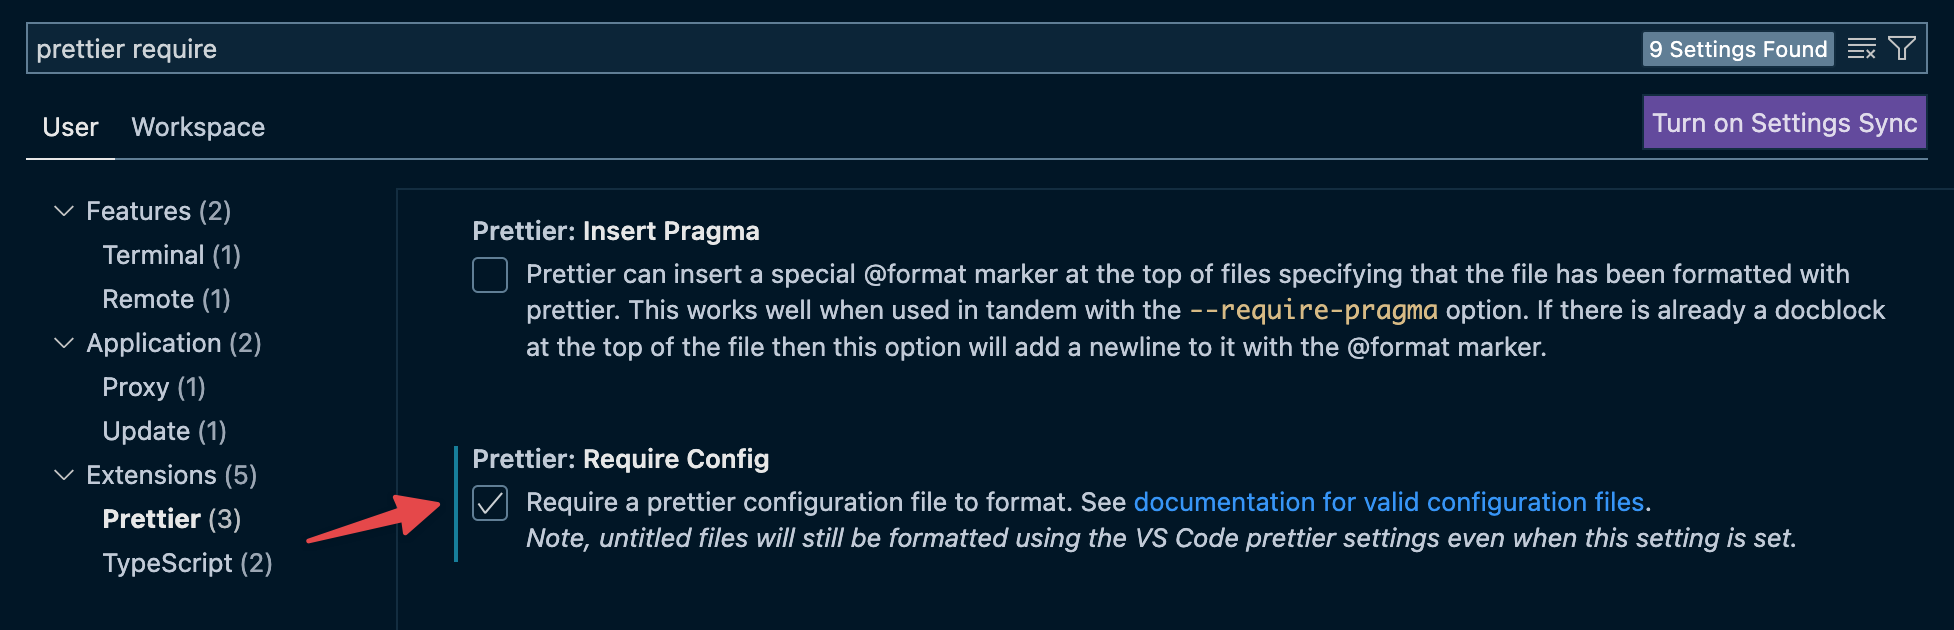 prettier require
9 Settings Found
User
Workspace
Turn on Settings Sync
Features (2)
Terminal (1)
Remote (1)
Application (2)
Proxy (1)
Update (1)
Extensions (5)
Prettier (3)
TypeScript (2)
Prettier: Insert Pragma
Prettier can insert a special @format marker at the top of files specifying that the file has been formatted with
prettier. This works well when used in tandem with the --require-pragma option. If there is already a docblock
at the top of the file then this option will add a newline to it with the @format marker.
Prettier: Require Config
Require a prettier configuration file to format. See documentation for valid configuration files.
Note, untitled files will still be formatted using the VS Code prettier settings even when this setting is set.